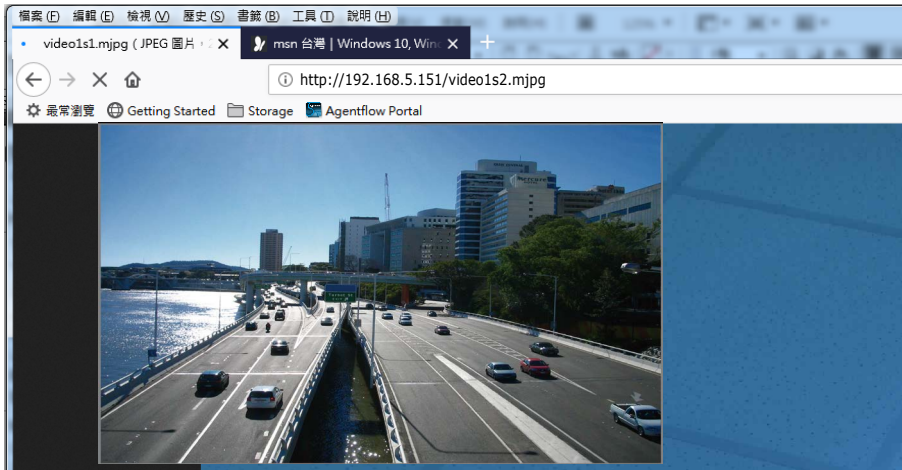 檔案(F) 編輯(E) 檢視(V) 歷史(S) 書籤(B) 工具(T) 說明(H)
video1s1.mjpg ( JPEG 圖片， msn 台灣 | Windows 10, Win
http://192.168.5.151/video1s2.mjpg
最常瀏覽 Getting Started Storage Agentflow Portal